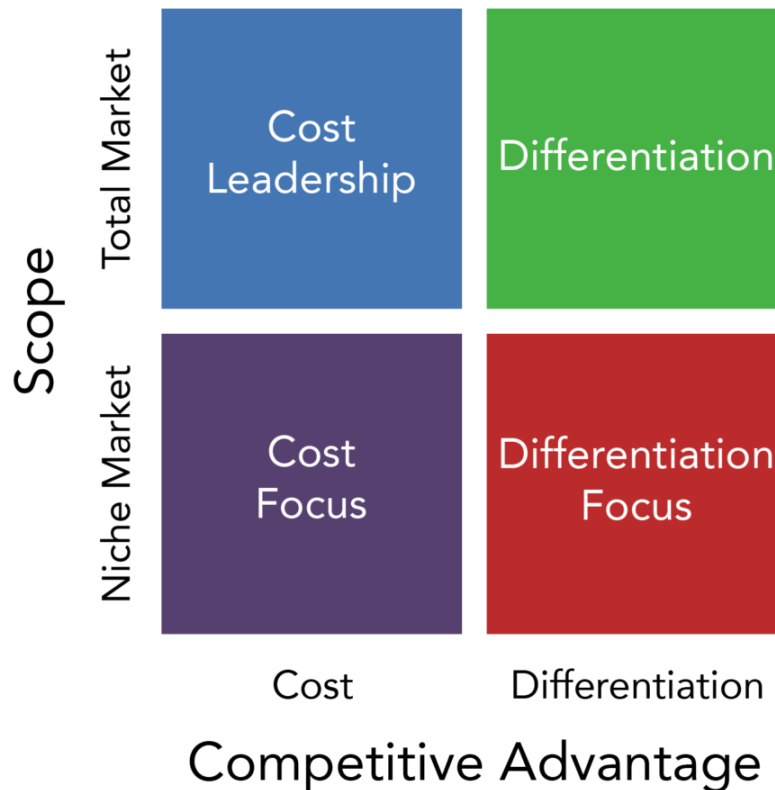 Scope
Total Market
Cost
Leadership
Differentiation
Niche Market
Cost
Focus
Differentiation
Focus
Cost
Differentiation
Competitive Advantage